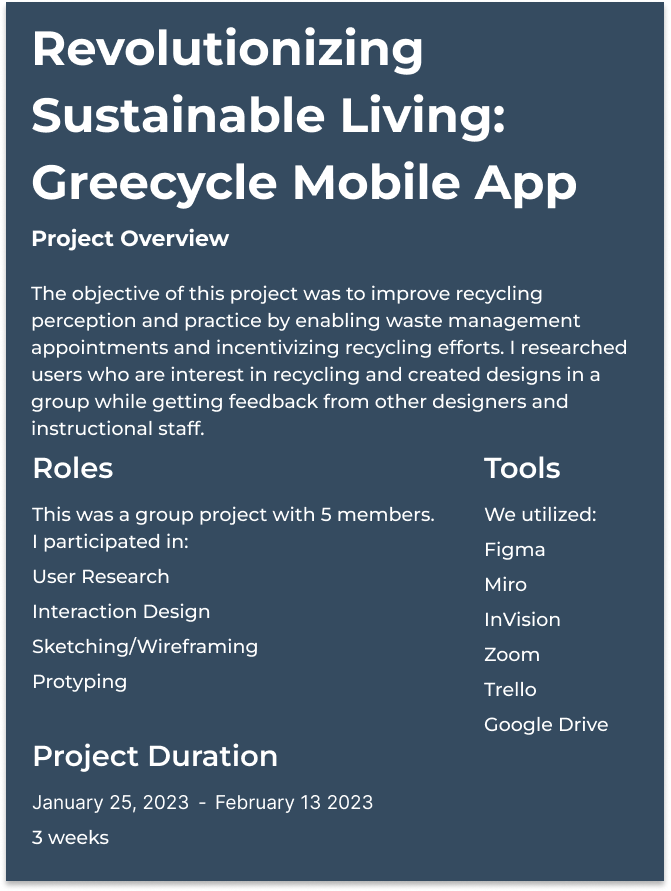 Revolutionizing
Sustainable Living:
Greecycle Mobile App
Project Overview
The objective of this project was to improve recycling
perception and practice by enabling waste management
appointments and incentivizing recycling efforts. I researched
users who are interest in recycling and created designs in a
group while getting feedback from other designers and
instructional staff.
Roles
This was a group project with 5 members.
I participated in:
User Research
Interaction Design
Sketching/Wireframing
Protyping
Tools
We utilized:
Figma
Miro
InVision
Zoom
Trello
Google Drive
Project Duration
January 25, 2023 - February 13 2023
3 weeks